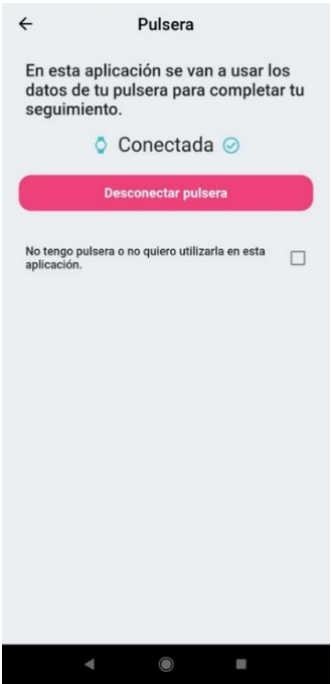 Pulsera
En esta aplicación se van a usar los
datos de tu pulsera para completar tu
seguimiento.
Conectada
Desconectar pulsera
No tengo pulsera o no quiero utilizarla en esta
aplicación.